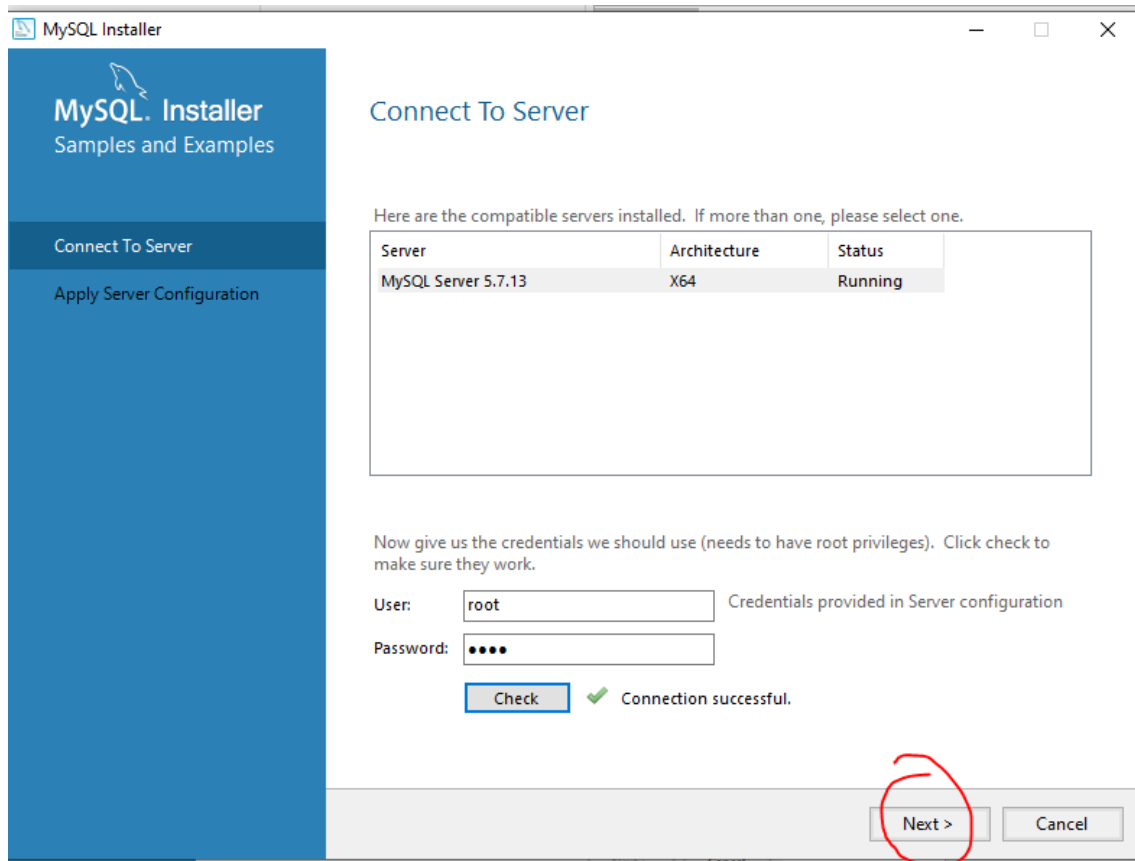 MySQL Installer
MySQL. Installer
Samples and Examples
Connect To Server
Apply Server Configuration
Connect To Server
Here are the compatible servers installed. If more than one, please select one.
Server Architecture Status
MySQL Server 5.7.13 X64 Running
Now give us the credentials we should use (needs to have root privileges). Click check to
make sure they work.
User: root Credentials provided in Server configuration
Password: ●●●●
Check Connection successful.
Next > Cancel